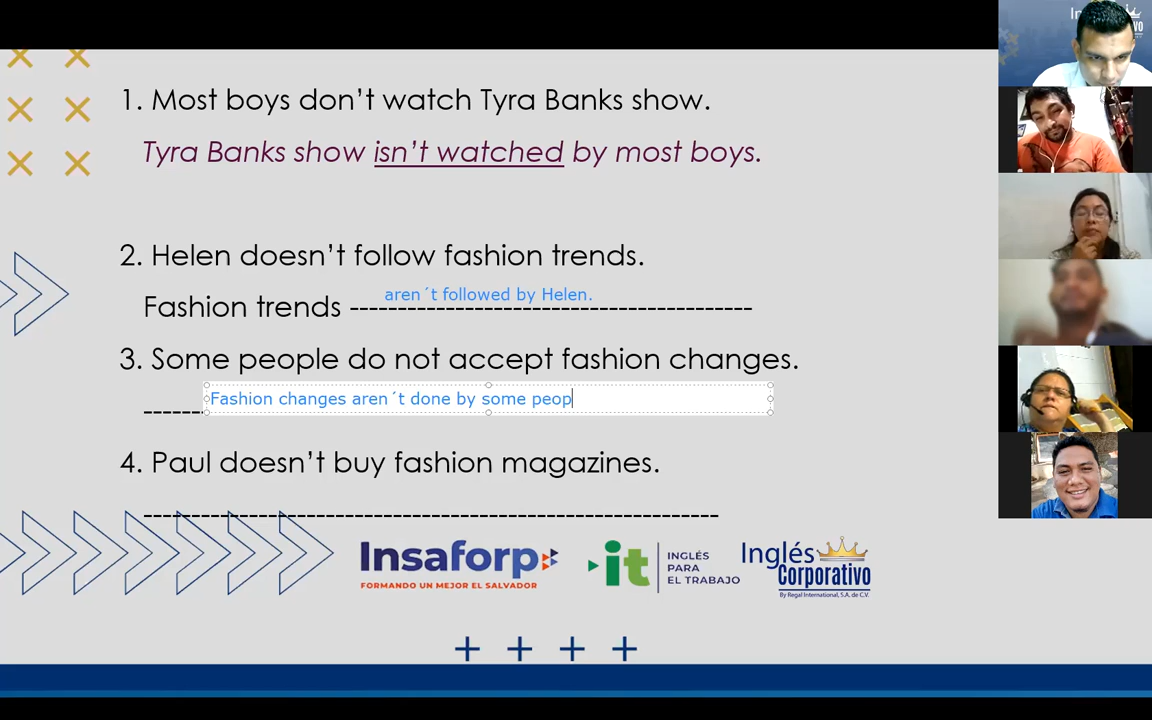 1. Most boys don't watch Tyra Banks show.
Tyra Banks show isn't watched by most boys.
2. Helen doesn't follow fashion trends.
aren´t followed by Helen.
Fashion trends ------------------------------------------
3. Some people do not accept fashion changes.
------ Fashion changes aren´t done by some peop
4. Paul doesn't buy fashion magazines.
------------------------------------------------------------
Insaforp
FORMANDO UN MEJOR EL SALVADOR
it
INGLÉS
PARA
EL TRABAJO
Inglés
Corporativo
By Regal International, S.A. de C.V.